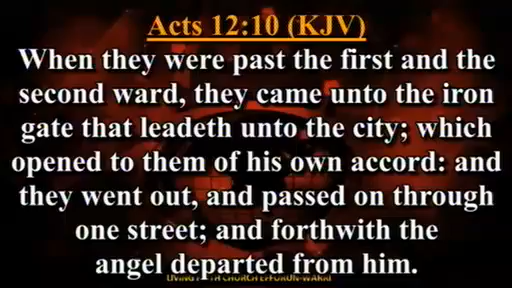 Acts 12:10 (KJV)
When they were past the first and the
second ward, they came unto the iron
gate that leadeth unto the city; which
opened to them of his own accord: and
they went out, and passed on through
one street; and forthwith the
angel departed from him.